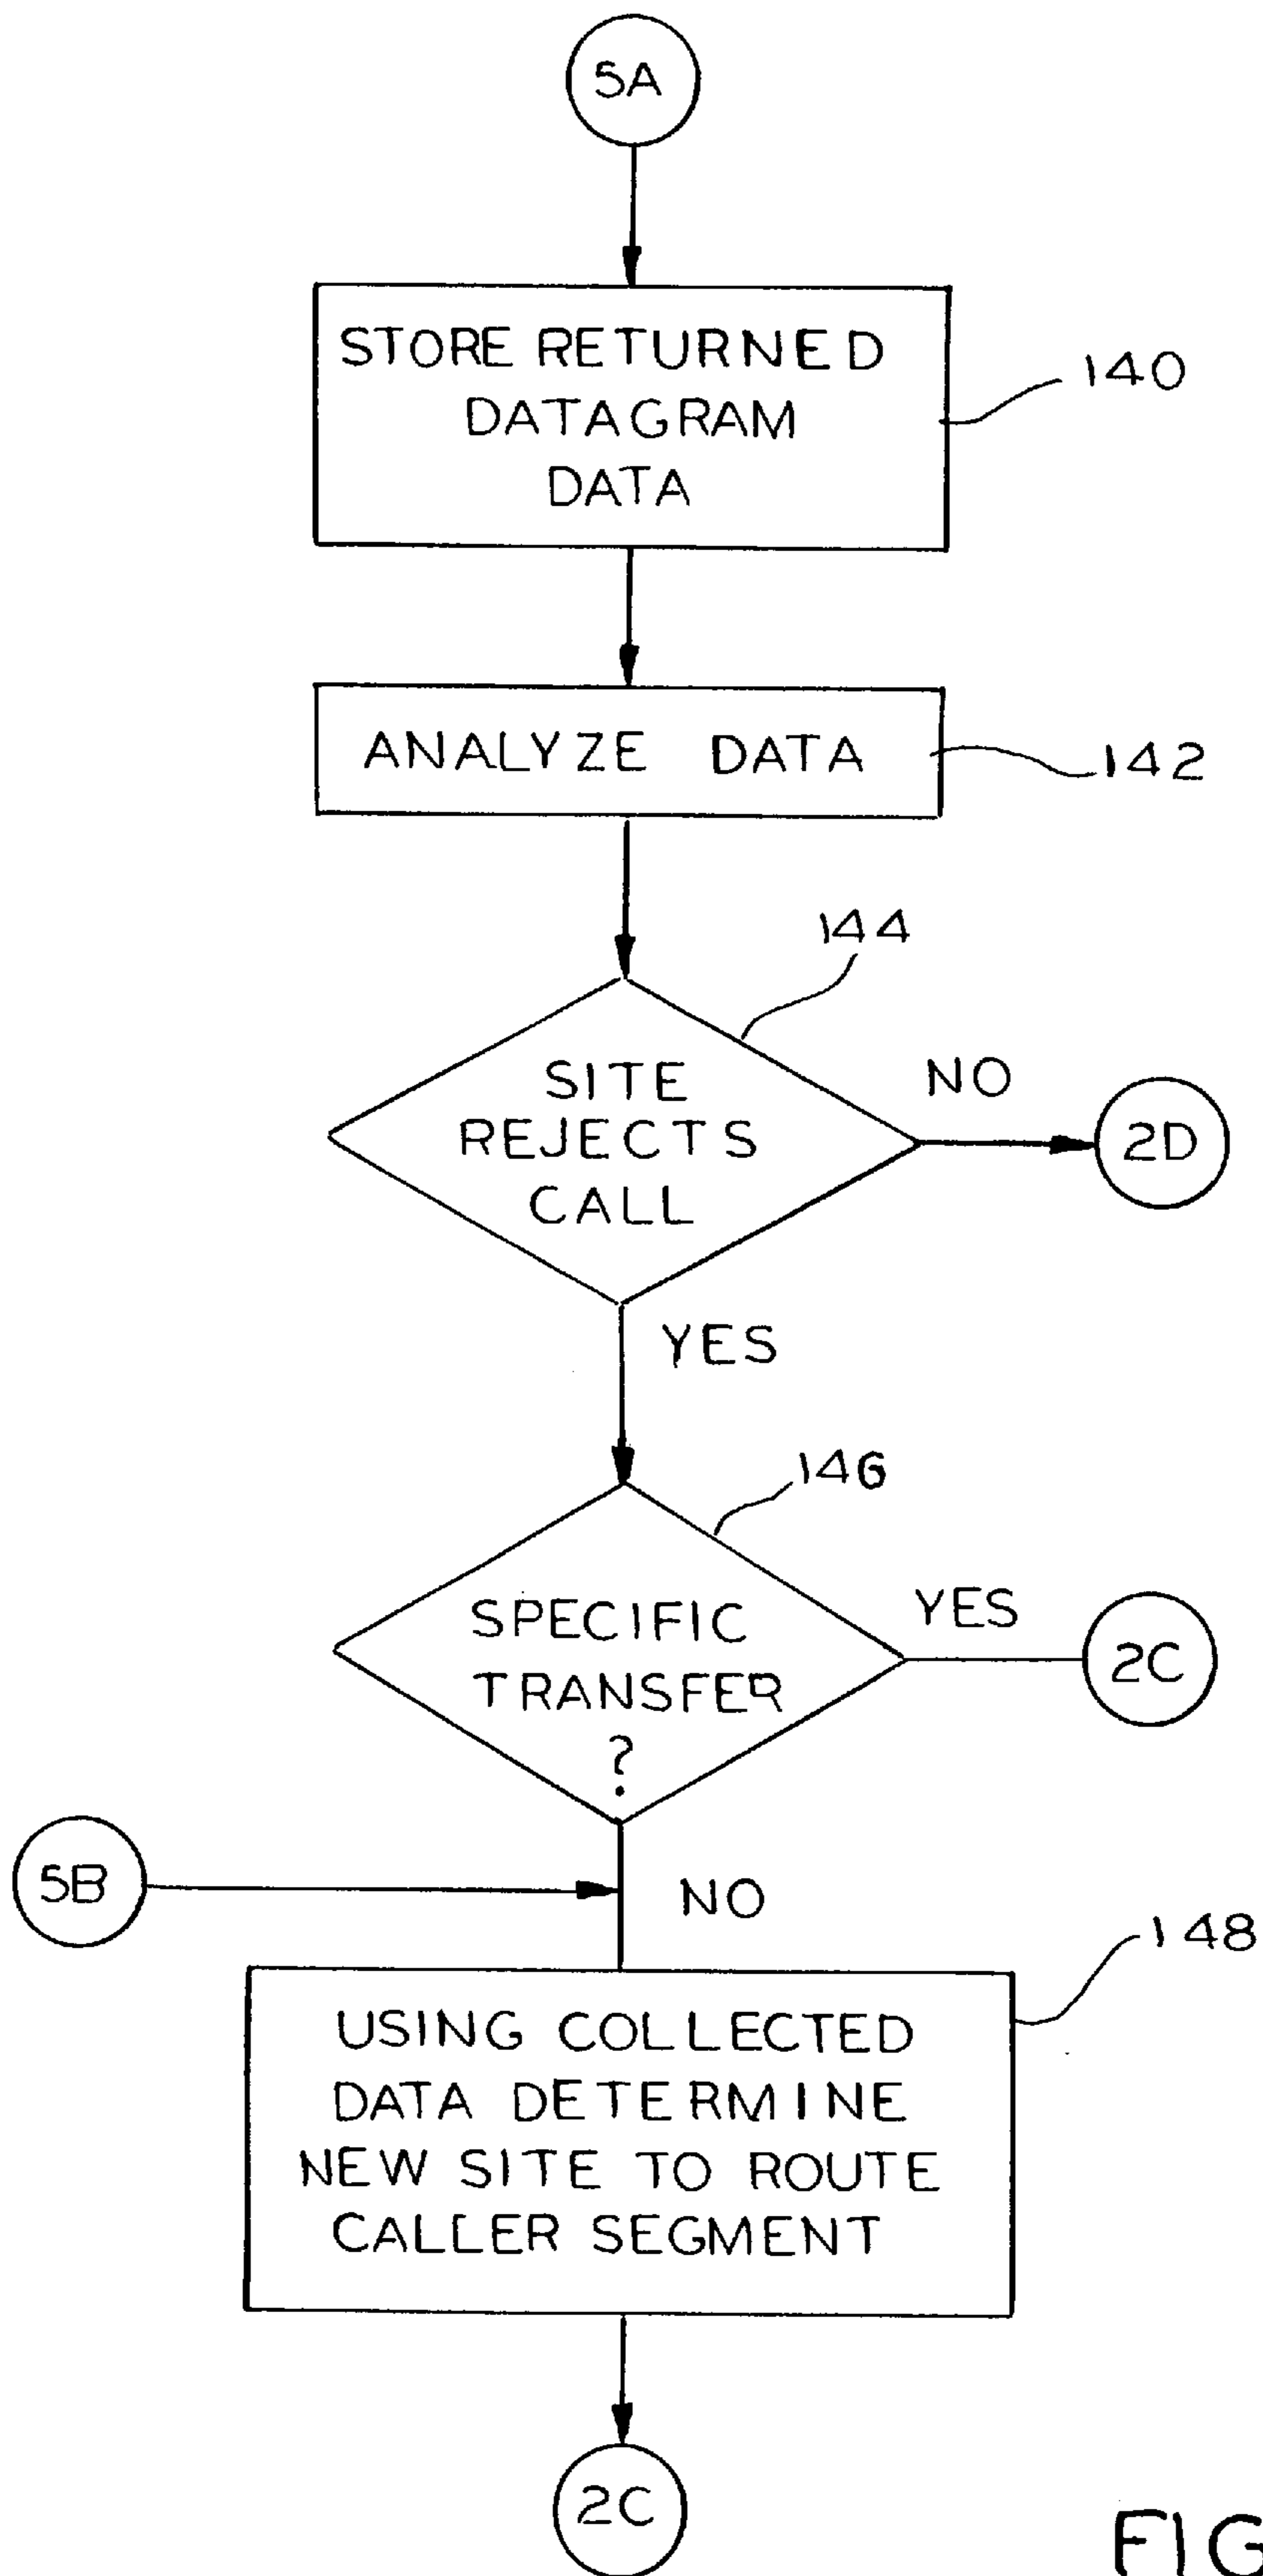 5A
STORE RETURNED
DATAGRAM
DATA
140
ANALYZE DATA
142
144
SITE
REJECTS
CALL
NO
2D
YES
146
SPECIFIC
TRANSFER
?
YES
2C
5B
NO
148
USING COLLECTED
DATA DETERMINE
NEW SITE TO ROUTE
CALLER SEGMENT
2C
FIG